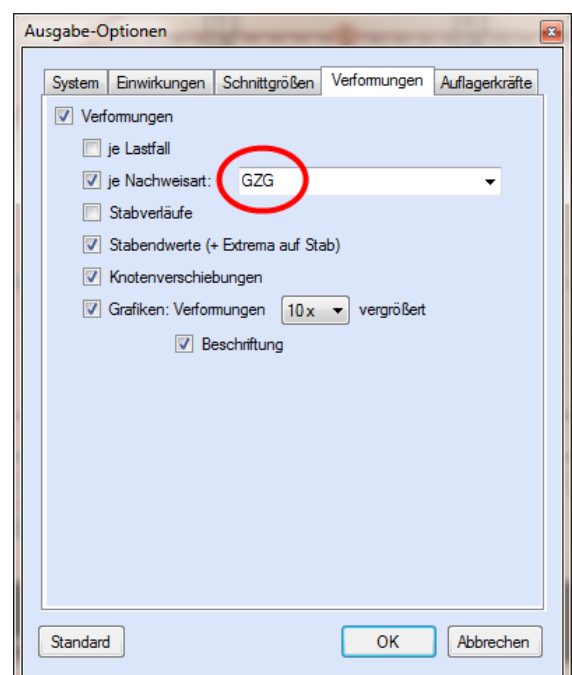 Ausgabe-Optionen
System Einwirkungen Schnittgrößen Verformungen Auflagerkräfte
Verformungen
je Lastfall
je Nachweisart: GZG
Stabverläufe
Stabendwerte (+ Extrema auf Stab)
Knotenverschiebungen
Grafiken: Verformungen 10 x vergrößert
Beschriftung
Standard OK Abbrechen